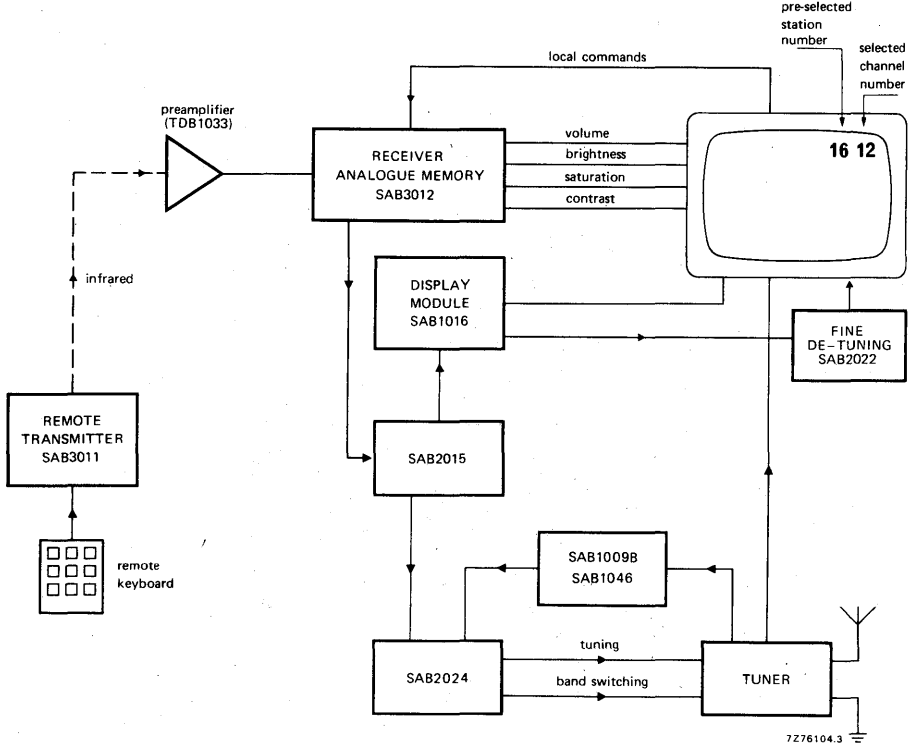 pre-selected
station
number
selected
channel
number
local commands
preamplifier
(TDB1033)
RECEIVER
ANALOGUE MEMORY
SAB3012
volume
brightness
saturation
contrast
16 12
infrared
DISPLAY
MODULE
SAB1016
FINE
DE-TUNING
SAB2022
REMOTE
TRANSMITTER
SAB3011
SAB2015
remote
keyboard
SAB1009B
SAB1046
SAB2024
tuning
band switching
TUNER
7Z76104.3